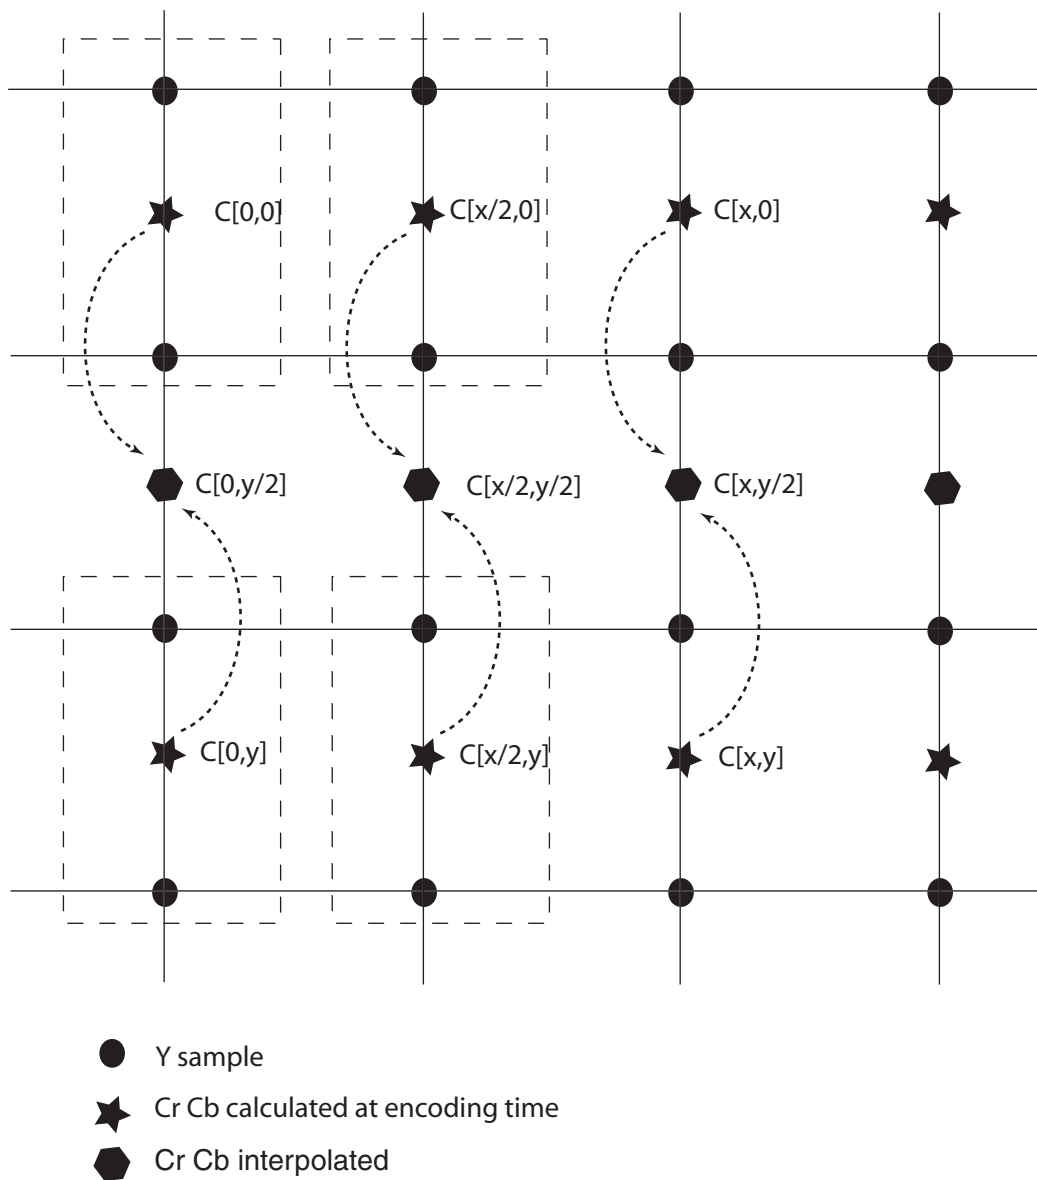 C[0,0]
C[x/2,0]
C[x,0]
C[0,y/2]
C[x/2,y/2]
C[x,y/2]
C[0,y]
C[x/2,y]
C[x,y]
Y sample
Cr Cb calculated at encoding time
Cr Cb interpolated